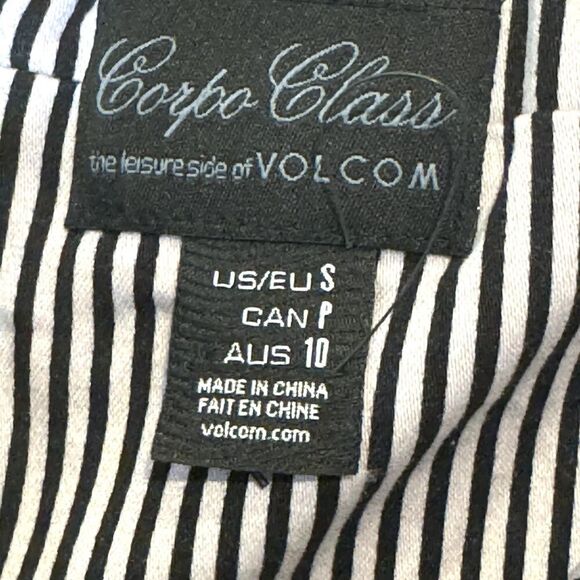 Corpo Class
the leisure side of VOLCOM
US/EU S
CAN P
AUS 10
MADE IN CHINA
FAIT EN CHINE
volcom.com